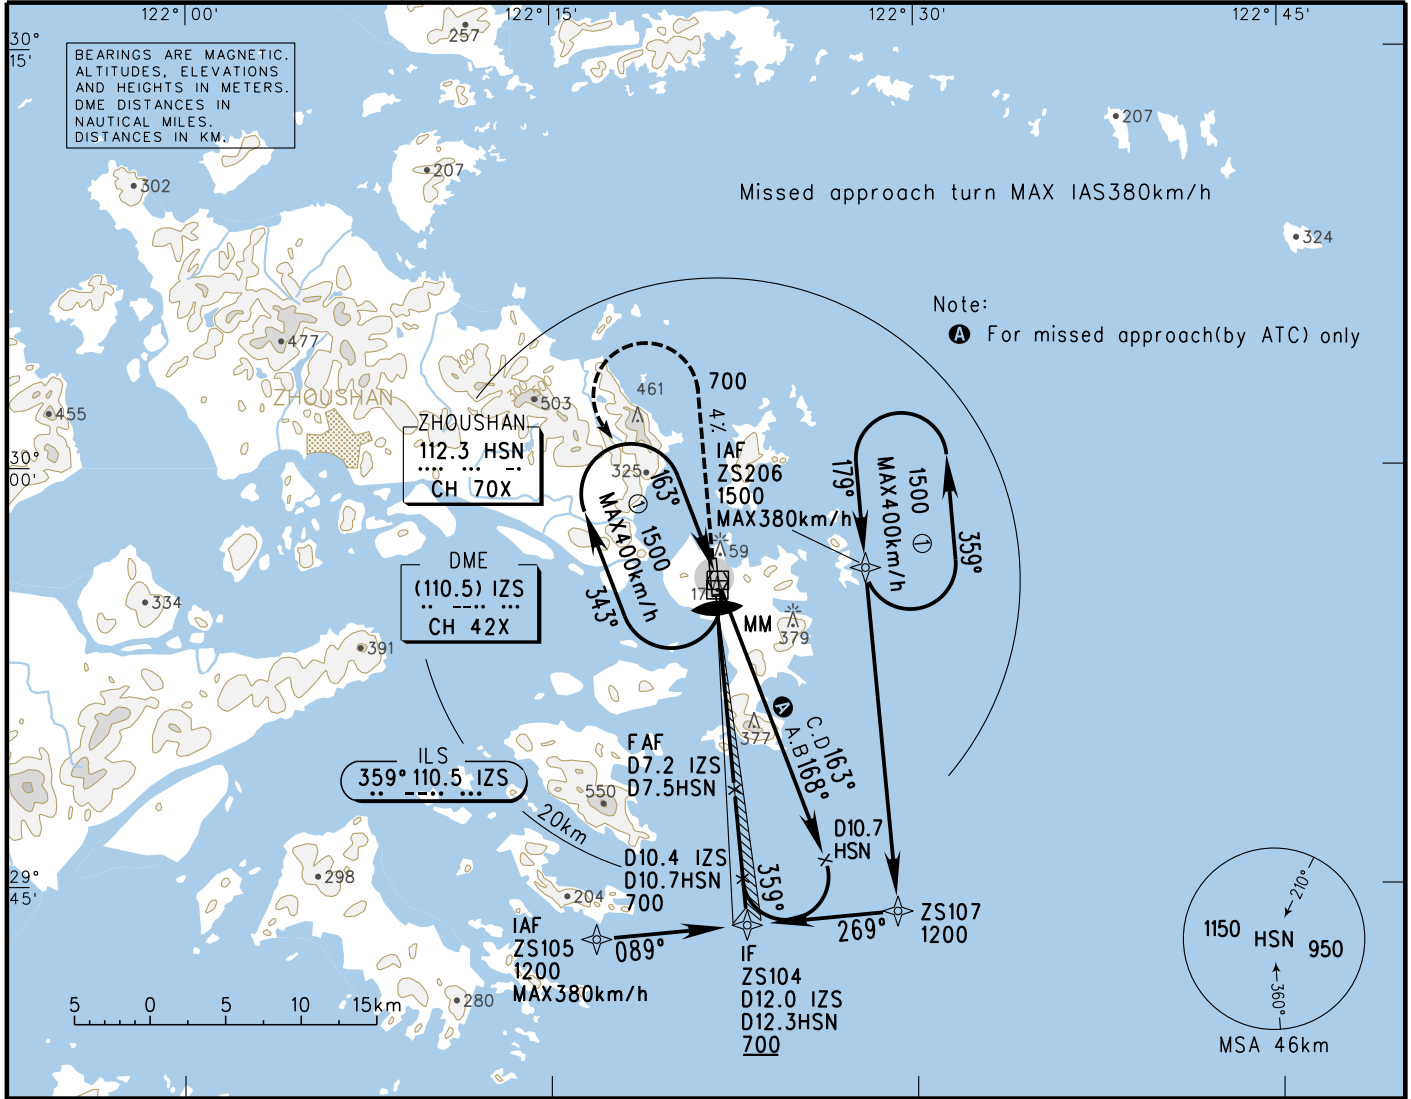 122°00'
122°15'
122°30'
122°45'
30°
15'
BEARINGS ARE MAGNETIC.
ALTITUDES, ELEVATIONS
AND HEIGHTS IN METERS.
DME DISTANCES IN
NAUTICAL MILES.
DISTANCES IN KM.
257
207
207
302
Missed approach turn MAX IAS380km/h
324
Note:
A For missed approach(by ATC) only
477
ZHOUSHAN
455
300
500
503
461
700
4%
ZHOUSHAN
112.3 HSN
CH 70X
30°
00'
325
163°
① 1500
MAX400km/h
343°
IAF
ZS206
1500
MAX380km/h
179°
1500 ①
MAX400km/h
359°
59
DME
(110.5) IZS
CH 42X
334
391
17
MM
379
377
A
C.D163°
A.B168°
FAF
D7.2 IZS
D7.5HSN
ILS
359° 110.5 IZS
550
20km
D10.7
HSN
D10.4 IZS
D10.7HSN
700
359°
298
204
29°
45'
IAF
ZS105
1200
MAX380km/h
089°
269°
ZS107
1200
IF
ZS104
D12.0 IZS
D12.3HSN
700
280
5 0 5 10 15km
210°
1150 HSN 950
360°
MSA 46km